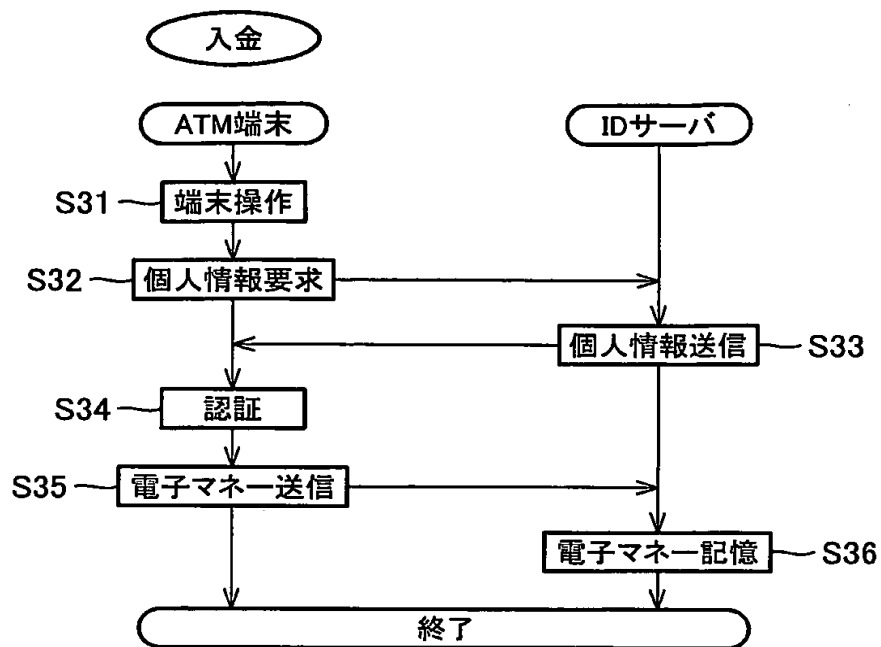 入金
ATM端末
IDサーバ
S31
端末操作
S32
個人情報要求
個人情報送信
S33
S34
認証
S35
電子マネー送信
電子マネー記憶
S36
終了